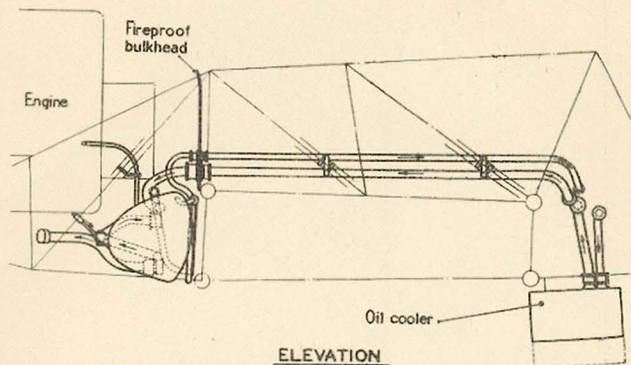 Fireproof
bulkhead
Engine
Oil cooler
ELEVATION